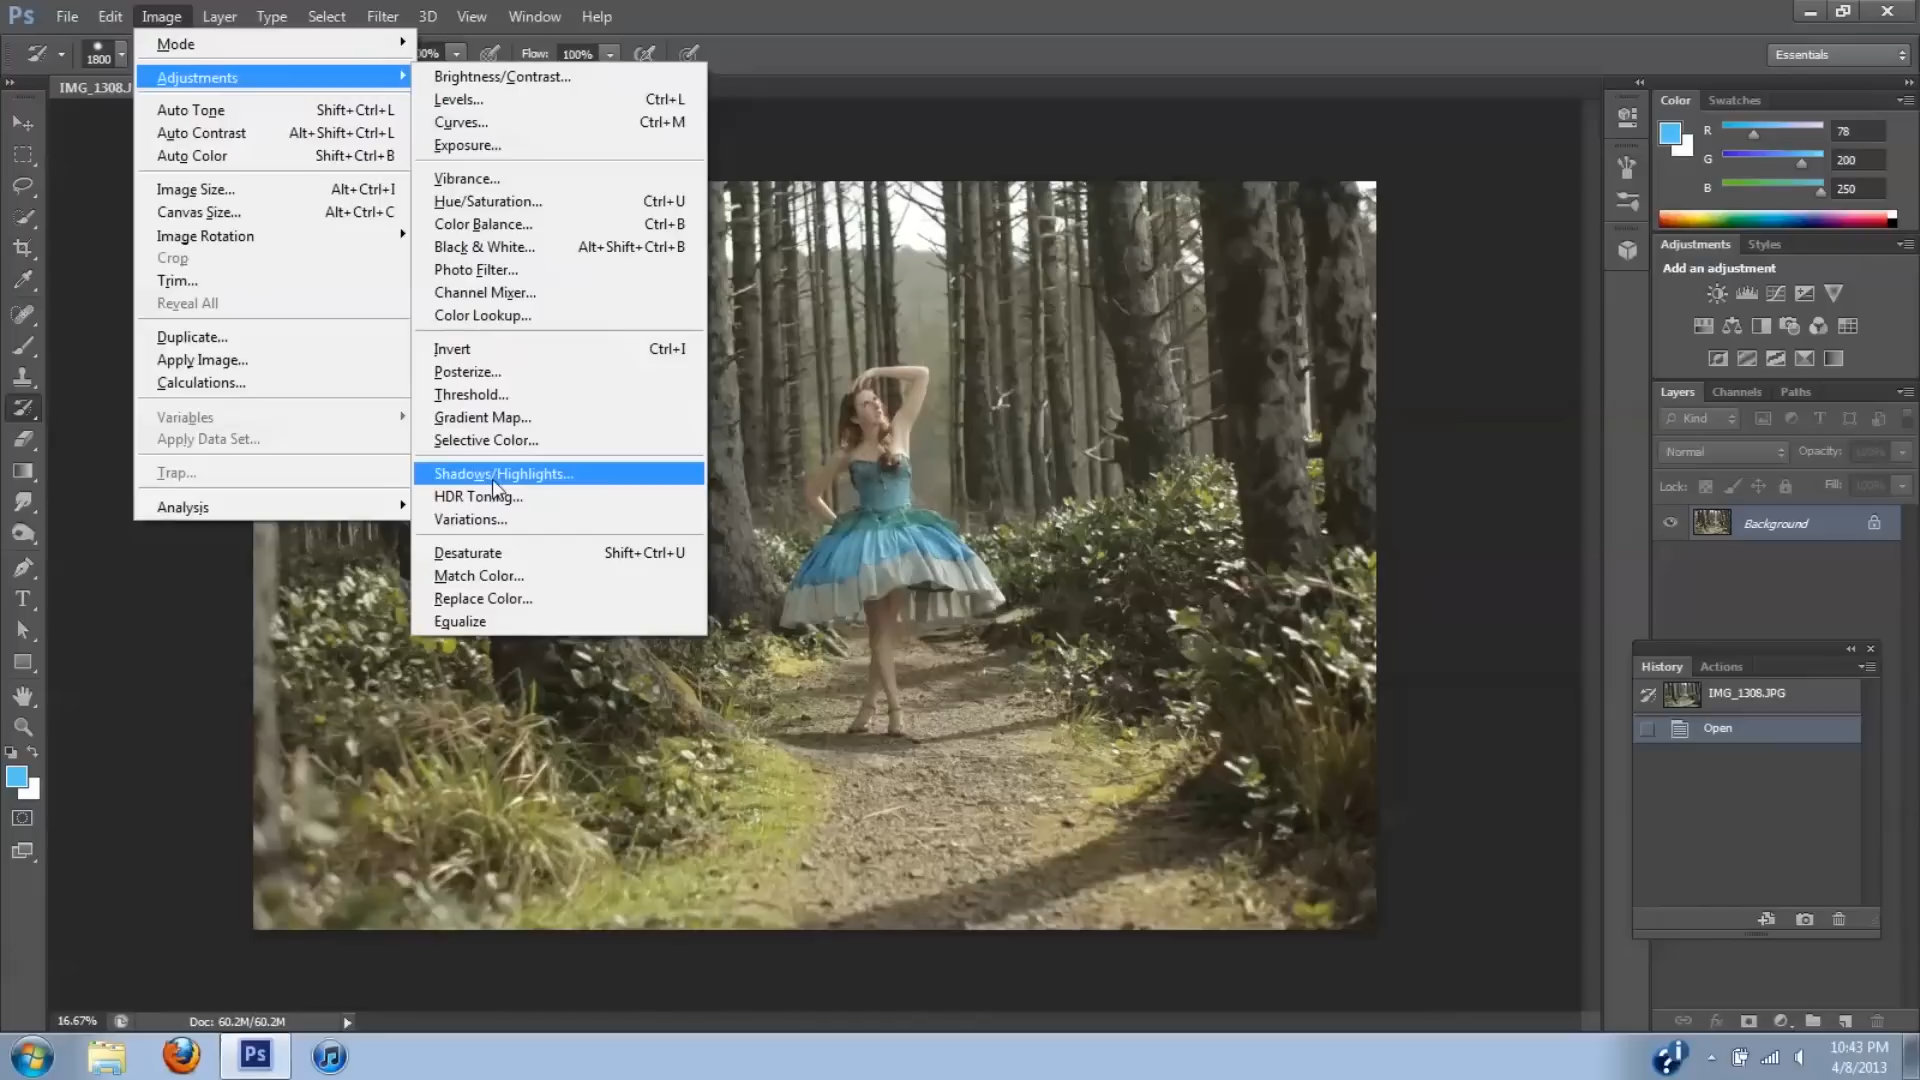 Ps File Edit Image Layer Type Select Filter 3D View Window Help
1800
0%
Flow: 100%
Essentials
IMG_1308.J
Mode
Adjustments
Auto Tone Shift+Ctrl+L
Auto Contrast Alt+Shift+Ctrl+L
Auto Color Shift+Ctrl+B
Image Size... Alt+Ctrl+I
Canvas Size... Alt+Ctrl+C
Image Rotation
Crop
Trim...
Reveal All
Duplicate...
Apply Image...
Calculations...
Variables
Apply Data Set...
Trap...
Analysis
Brightness/Contrast...
Levels... Ctrl+L
Curves... Ctrl+M
Exposure...
Vibrance...
Hue/Saturation... Ctrl+U
Color Balance... Ctrl+B
Black & White... Alt+Shift+Ctrl+B
Photo Filter...
Channel Mixer...
Color Lookup...
Invert Ctrl+I
Posterize...
Threshold...
Gradient Map...
Selective Color...
Shadows/Highlights...
HDR Toning...
Variations...
Desaturate Shift+Ctrl+U
Match Color...
Replace Color...
Equalize
Color Swatches
R 78
G 200
B 250
Adjustments Styles
Add an adjustment
Layers Channels Paths
Kind
Normal Opacity: 100%
Lock: Fill: 100%
Background
History Actions
IMG_1308.JPG
Open
16.67% Doc: 60.2M/60.2M
Ps
10:43 PM
4/8/2013